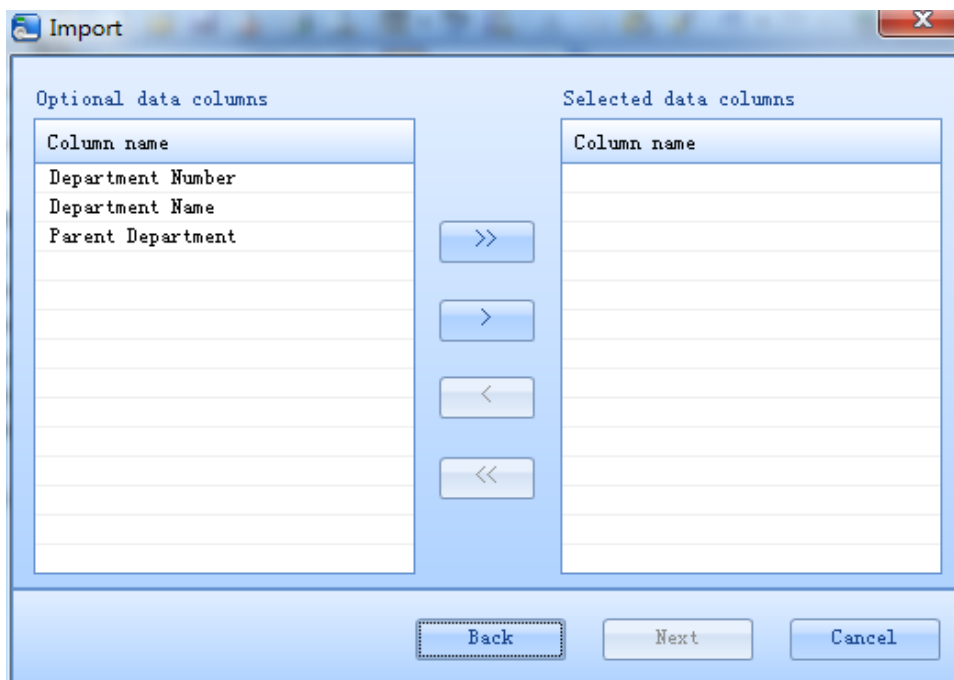 Import
X
Optional data columns
Selected data columns
Column name
Column name
Department Number
Department Name
Parent Department
>>
>
<
<<
Back
Next
Cancel